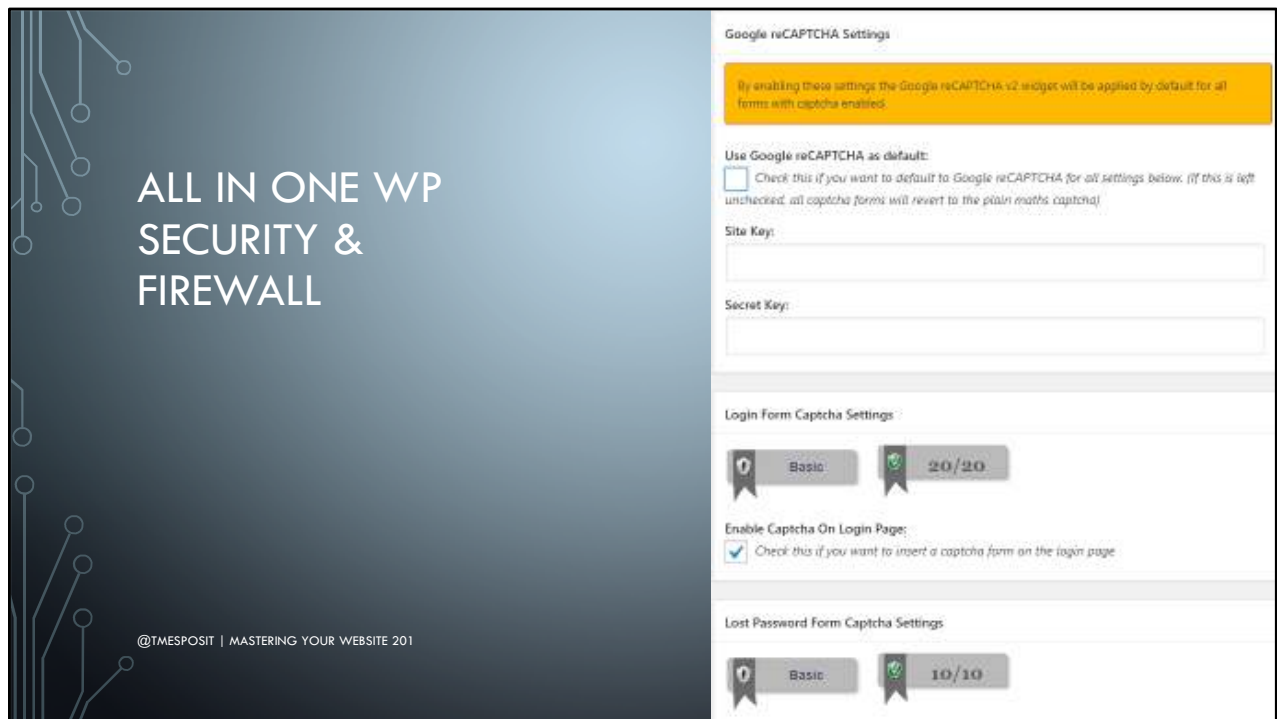 ALL IN ONE WP
SECURITY &
FIREWALL
@TMESPOSIT | MASTERING YOUR WEBSITE 201
Google reCAPTCHA Settings
By enabling these settings the Google reCAPTCHA v2 widget will be applied by default for all
forms with captcha enabled.
Use Google reCAPTCHA as default:
Check this if you want to default to Google reCAPTCHA for all settings below. (If this is left
unchecked, all captcha forms will revert to the plain maths captcha)
Site Key:
Secret Key:
Login Form Captcha Settings
Basic 20/20
Enable Captcha On Login Page:
Check this if you want to insert a captcha form on the login page
Lost Password Form Captcha Settings
Basic 10/10